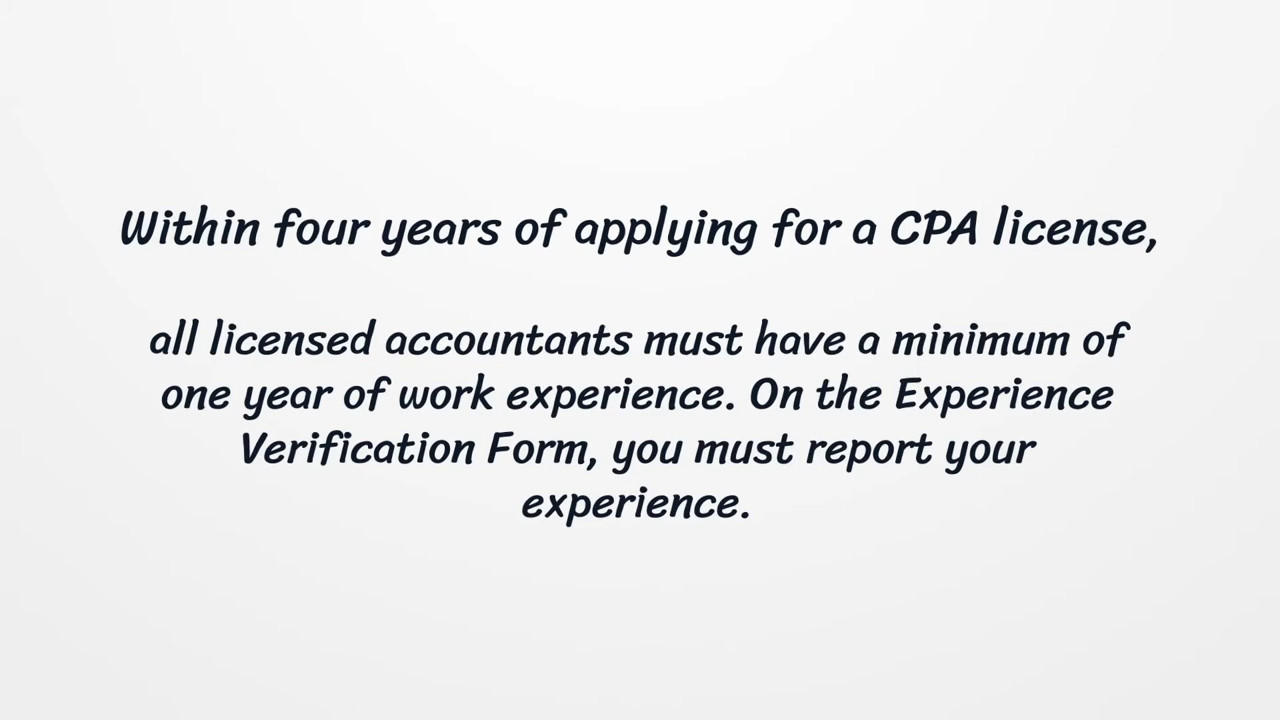 Within four years of applying for a CPA license,
all licensed accountants must have a minimum of
one year of work experience. On the Experience
Verification Form, you must report your
experience.